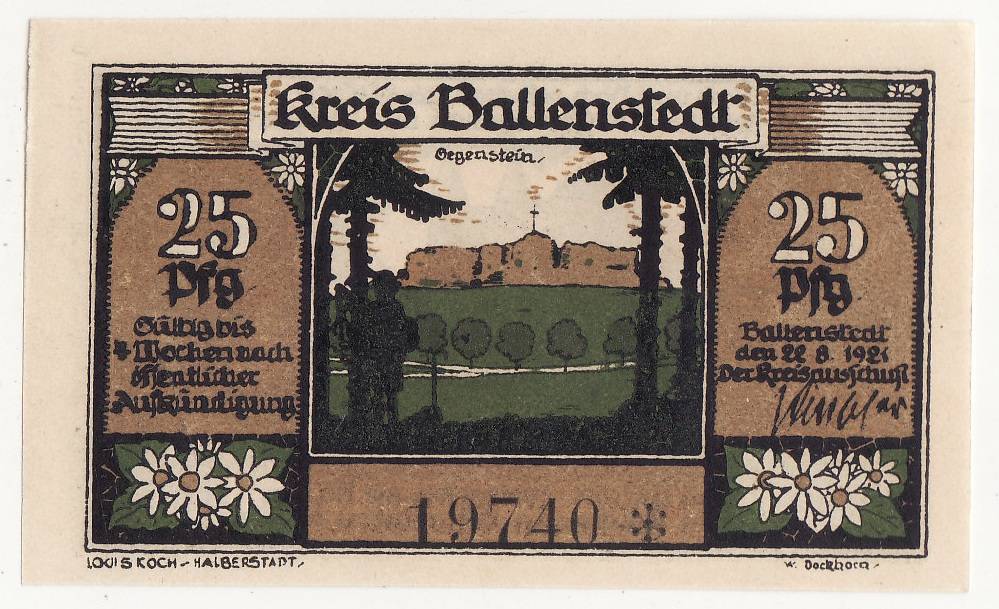 Kreis Ballenstedt
Gegenstein
25
Pfg
Gültig bis
4 Wochen nach
öffentlicher
Aufkündigung
25
Pfg
Ballenstedt
den 22.8.1921
Der Kreisausschuß
19740 *
LOUIS KOCH - HALBERSTADT.
W. Dockhorn